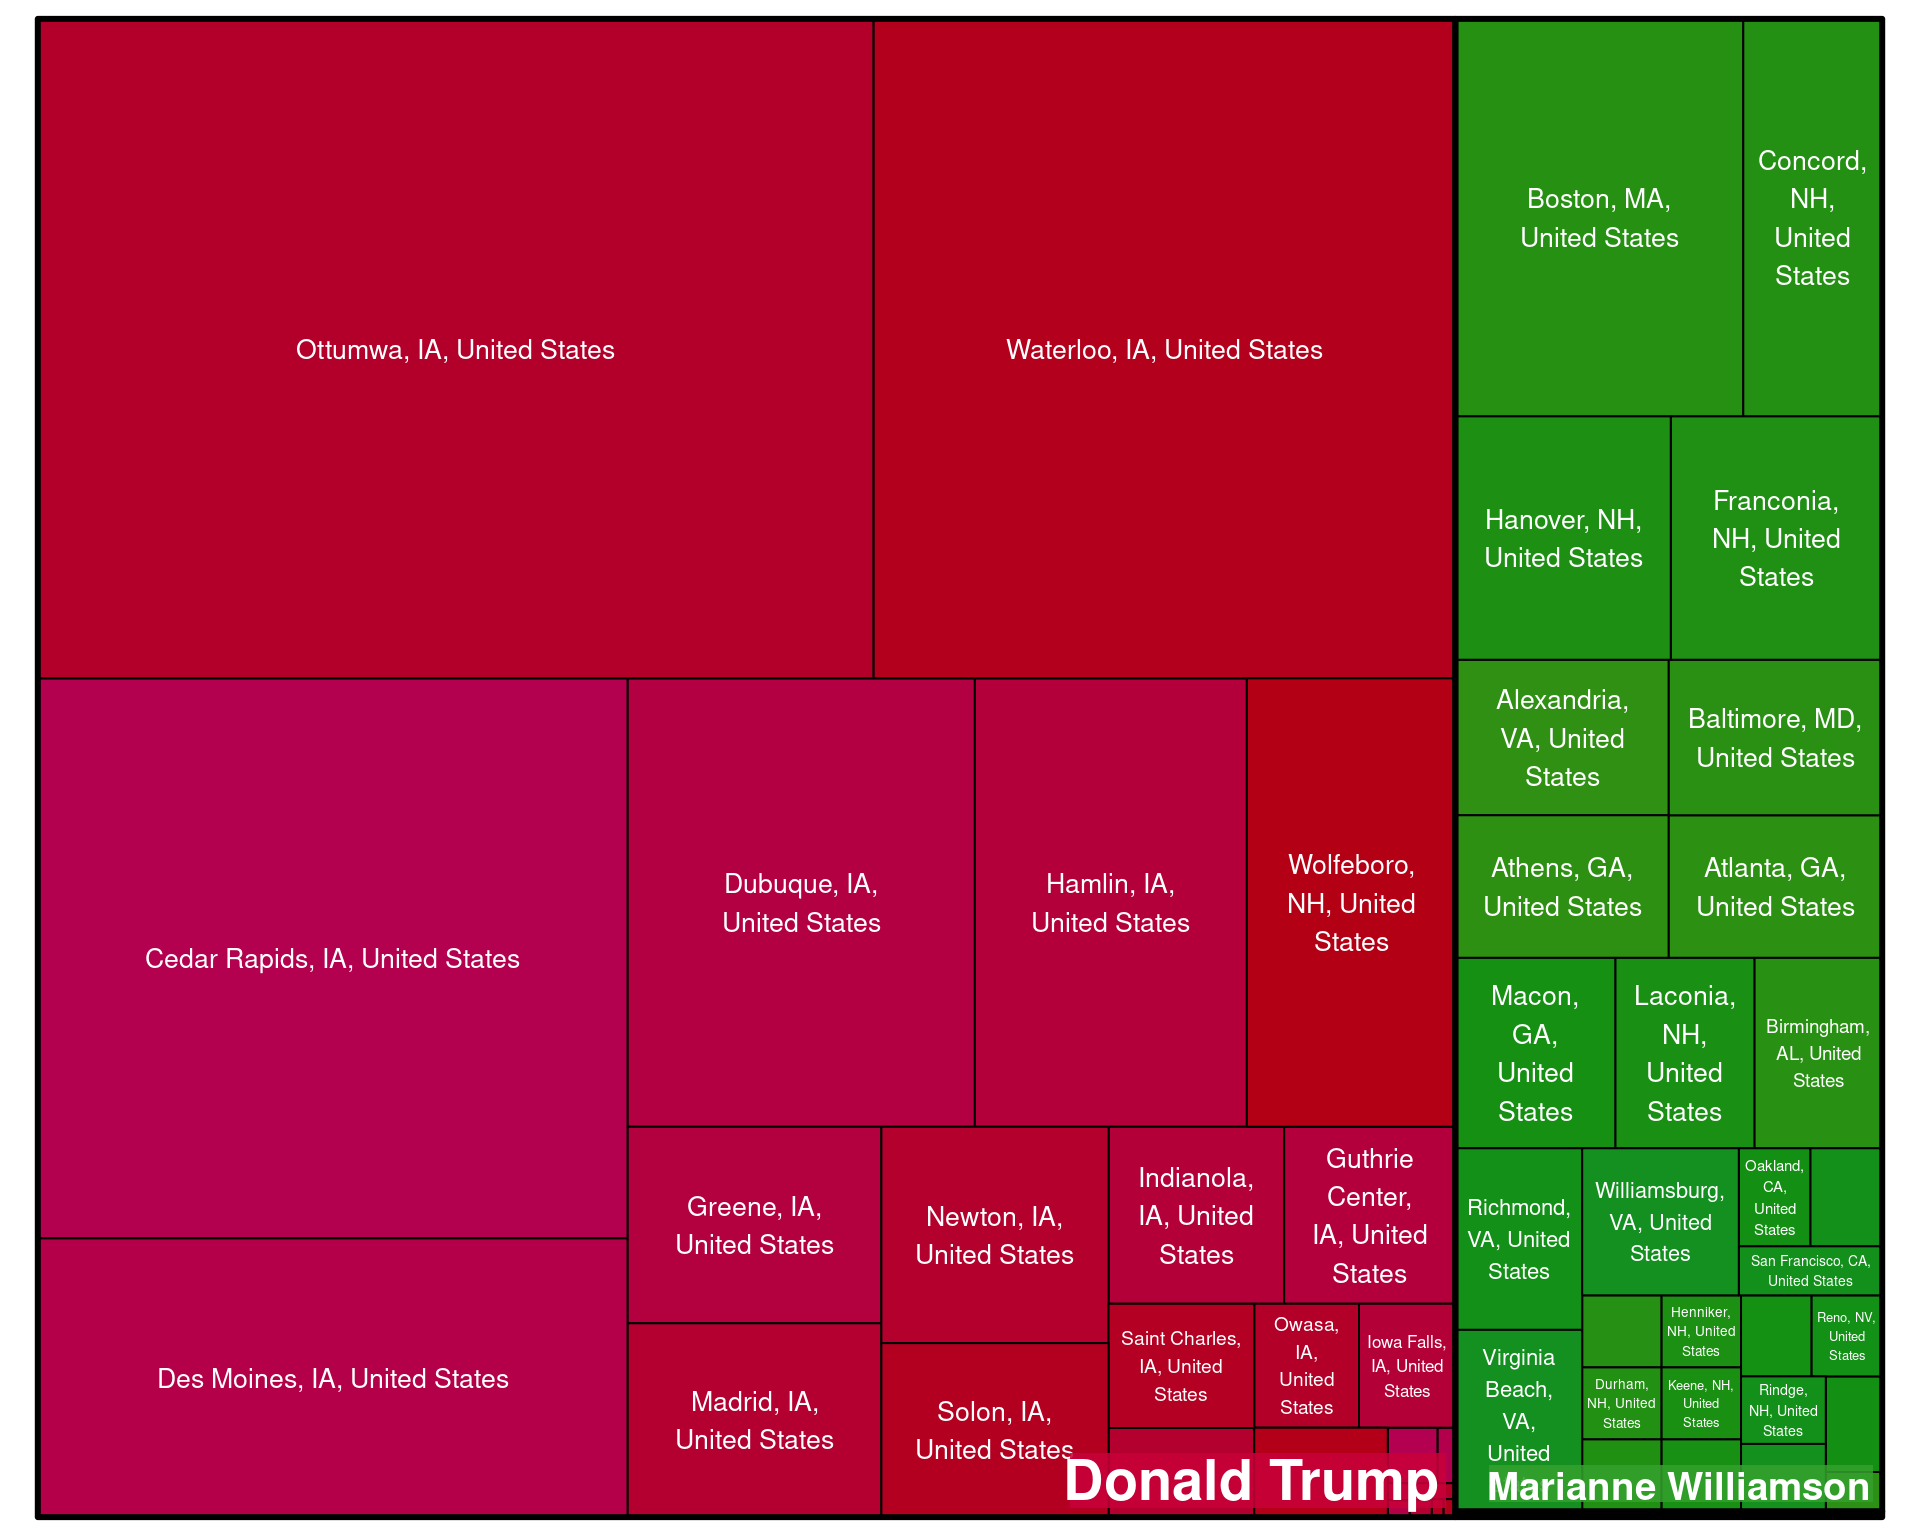 Ottumwa, IA, United States
Waterloo, IA, United States
Cedar Rapids, IA, United States
Des Moines, IA, United States
Dubuque, IA,
United States
Hamlin, IA,
United States
Wolfeboro,
NH, United
States
Greene, IA,
United States
Madrid, IA,
United States
Newton, IA,
United States
Solon, IA,
United States
Indianola,
IA, United
States
Guthrie
Center,
IA, United
States
Saint Charles,
IA, United
States
Owasa,
IA,
United
States
Iowa Falls,
IA, United
States
Donald Trump
Boston, MA,
United States
Concord,
NH,
United
States
Hanover, NH,
United States
Franconia,
NH, United
States
Alexandria,
VA, United
States
Baltimore, MD,
United States
Athens, GA,
United States
Atlanta, GA,
United States
Macon,
GA,
United
States
Laconia,
NH,
United
States
Birmingham,
AL, United
States
Richmond,
VA, United
States
Williamsburg,
VA, United
States
Oakland,
CA,
United
States
San Francisco, CA,
United States
Virginia
Beach,
VA,
United
Henniker,
NH, United
States
Reno, NV,
United
States
Durham,
NH, United
States
Keene, NH,
United
States
Rindge,
NH, United
States
Marianne Williamson